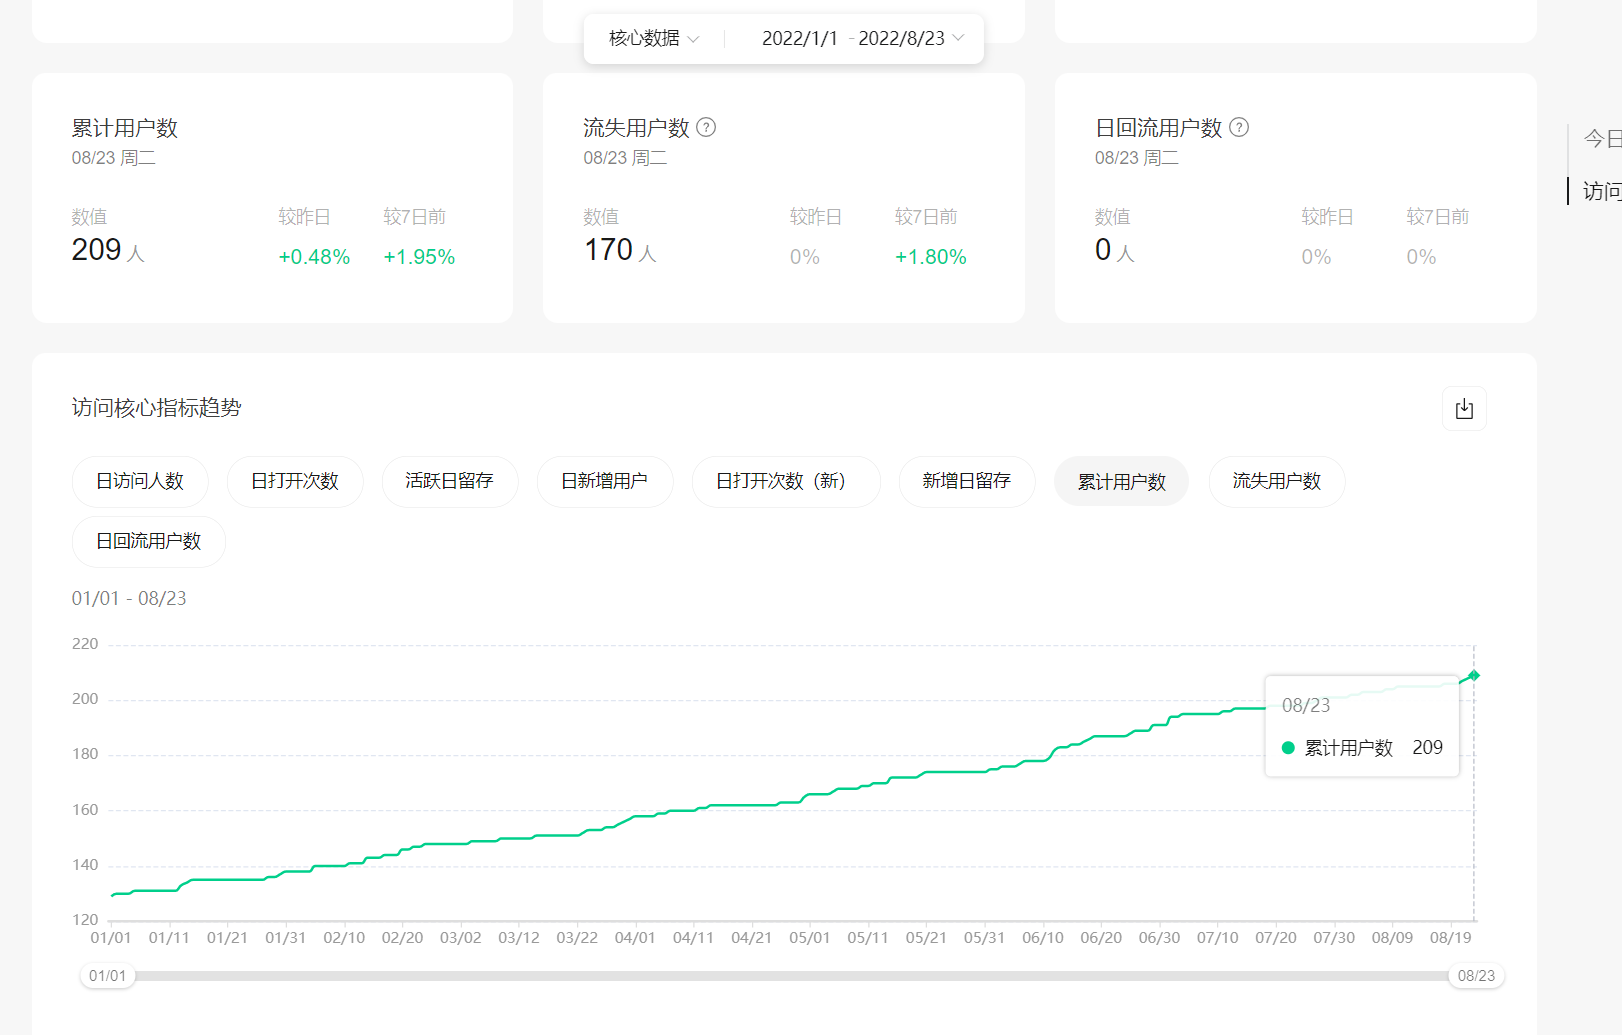 核心数据
2022/1/1 - 2022/8/23
累计用户数
08/23 周二
数值 较昨日 较7日前
209 人 +0.48% +1.95%
流失用户数 ?
08/23 周二
数值 较昨日 较7日前
170 人 0% +1.80%
日回流用户数 ?
08/23 周二
数值 较昨日 较7日前
0 人 0% 0%
今日
访问
访问核心指标趋势
日访问人数 日打开次数 活跃日留存 日新增用户 日打开次数（新） 新增日留存 累计用户数 流失用户数
日回流用户数
01/01 - 08/23
220
200
180
160
140
120
08/23
累计用户数 209
01/01 01/11 01/21 01/31 02/10 02/20 03/02 03/12 03/22 04/01 04/11 04/21 05/01 05/11 05/21 05/31 06/10 06/20 06/30 07/10 07/20 07/30 08/09 08/19
01/01 08/23